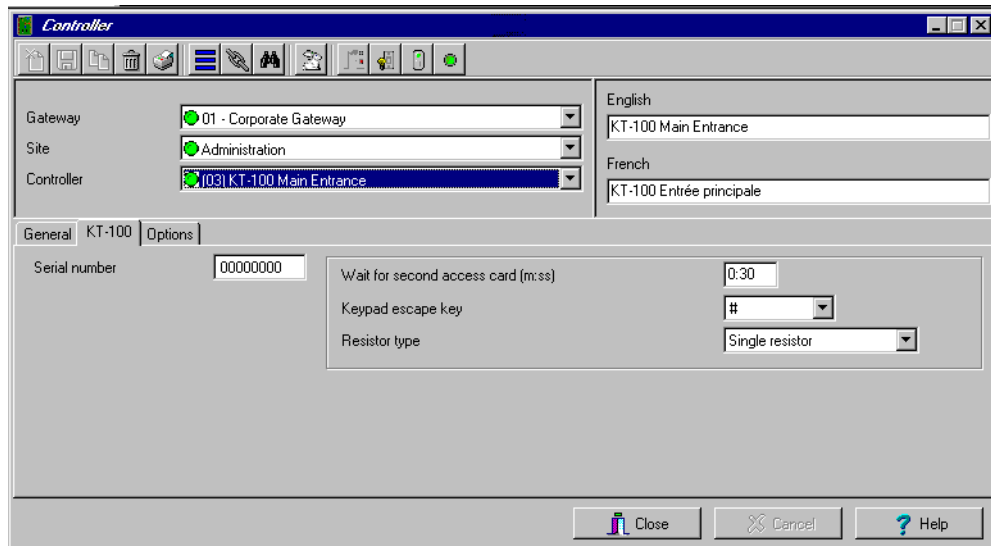 Controller
Gateway
01 - Corporate Gateway
Site
Administration
Controller
(03) KT-100 Main Entrance
English
KT-100 Main Entrance
French
KT-100 Entrée principale
General KT-100 Options
Serial number
00000000
Wait for second access card (m:ss)
0:30
Keypad escape key
#
Resistor type
Single resistor
Close Cancel Help